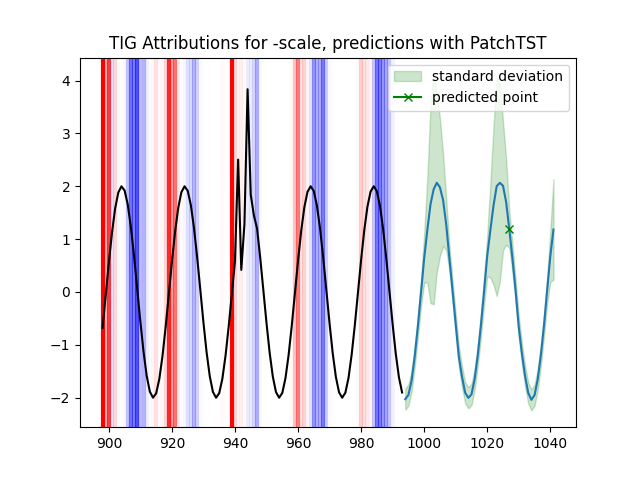 TIG Attributions for -scale, predictions with PatchTST
standard deviation
predicted point
4
3
2
1
0
−1
−2
900 920 940 960 980 1000 1020 1040